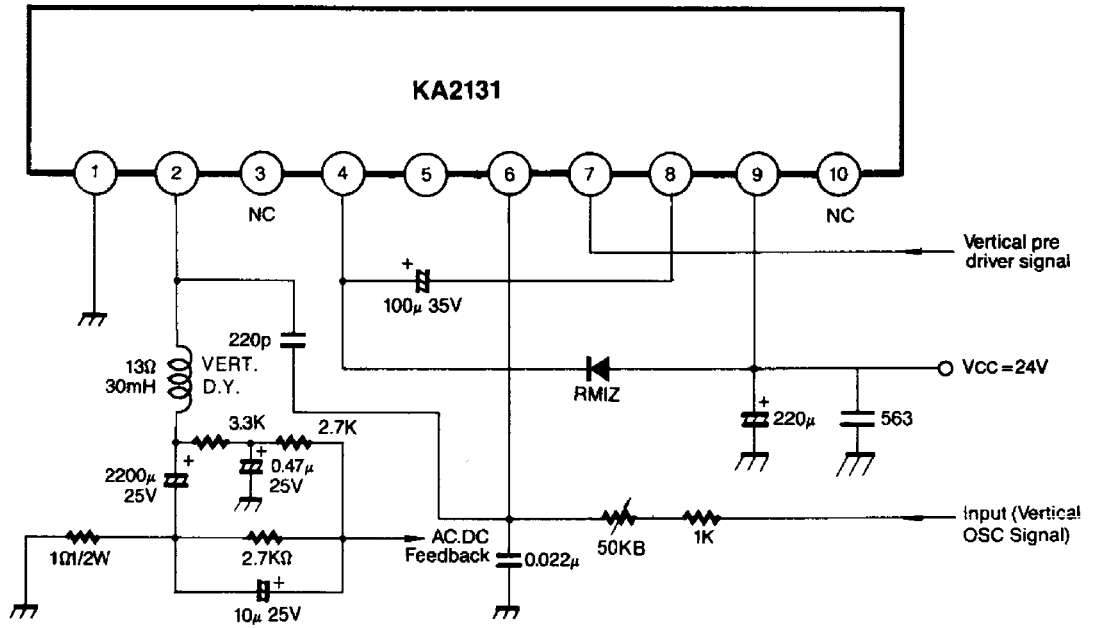 KA2131
1 2 3 4 5 6 7 8 9 10
NC NC
Vertical pre
driver signal
+
100μ 35V
220p
13Ω
30mH
VERT.
D.Y.
RMIZ
VCC=24V
+
220μ
563
3.3K
2.7K
2200μ
25V
+
+
0.47μ
25V
Input (Vertical
OSC Signal)
50KB
1K
AC.DC
Feedback
1Ω1/2W
2.7KΩ
0.022μ
+
10μ 25V